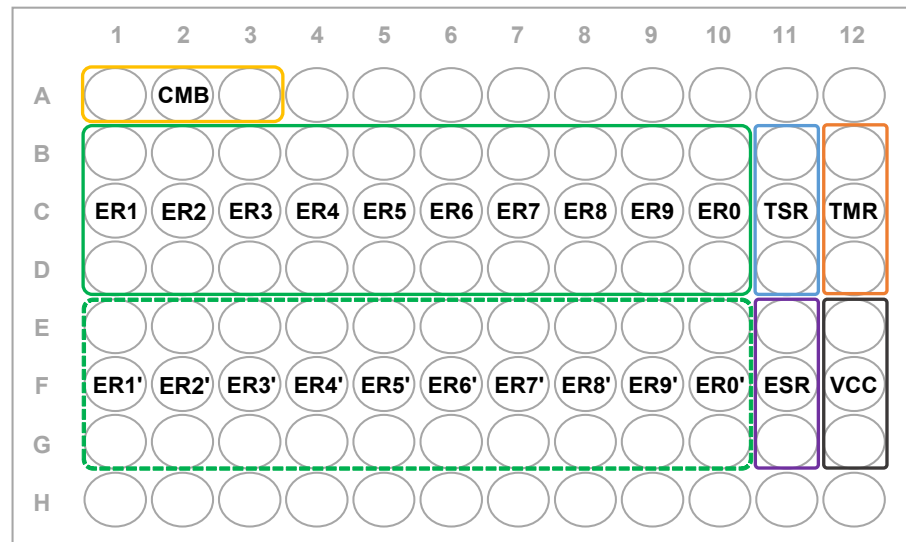 1 2 3 4 5 6 7 8 9 10 11 12
A CMB
B
C ER1 ER2 ER3 ER4 ER5 ER6 ER7 ER8 ER9 ER0 TSR TMR
D
E
F ER1' ER2' ER3' ER4' ER5' ER6' ER7' ER8' ER9' ER0' ESR VCC
G
H